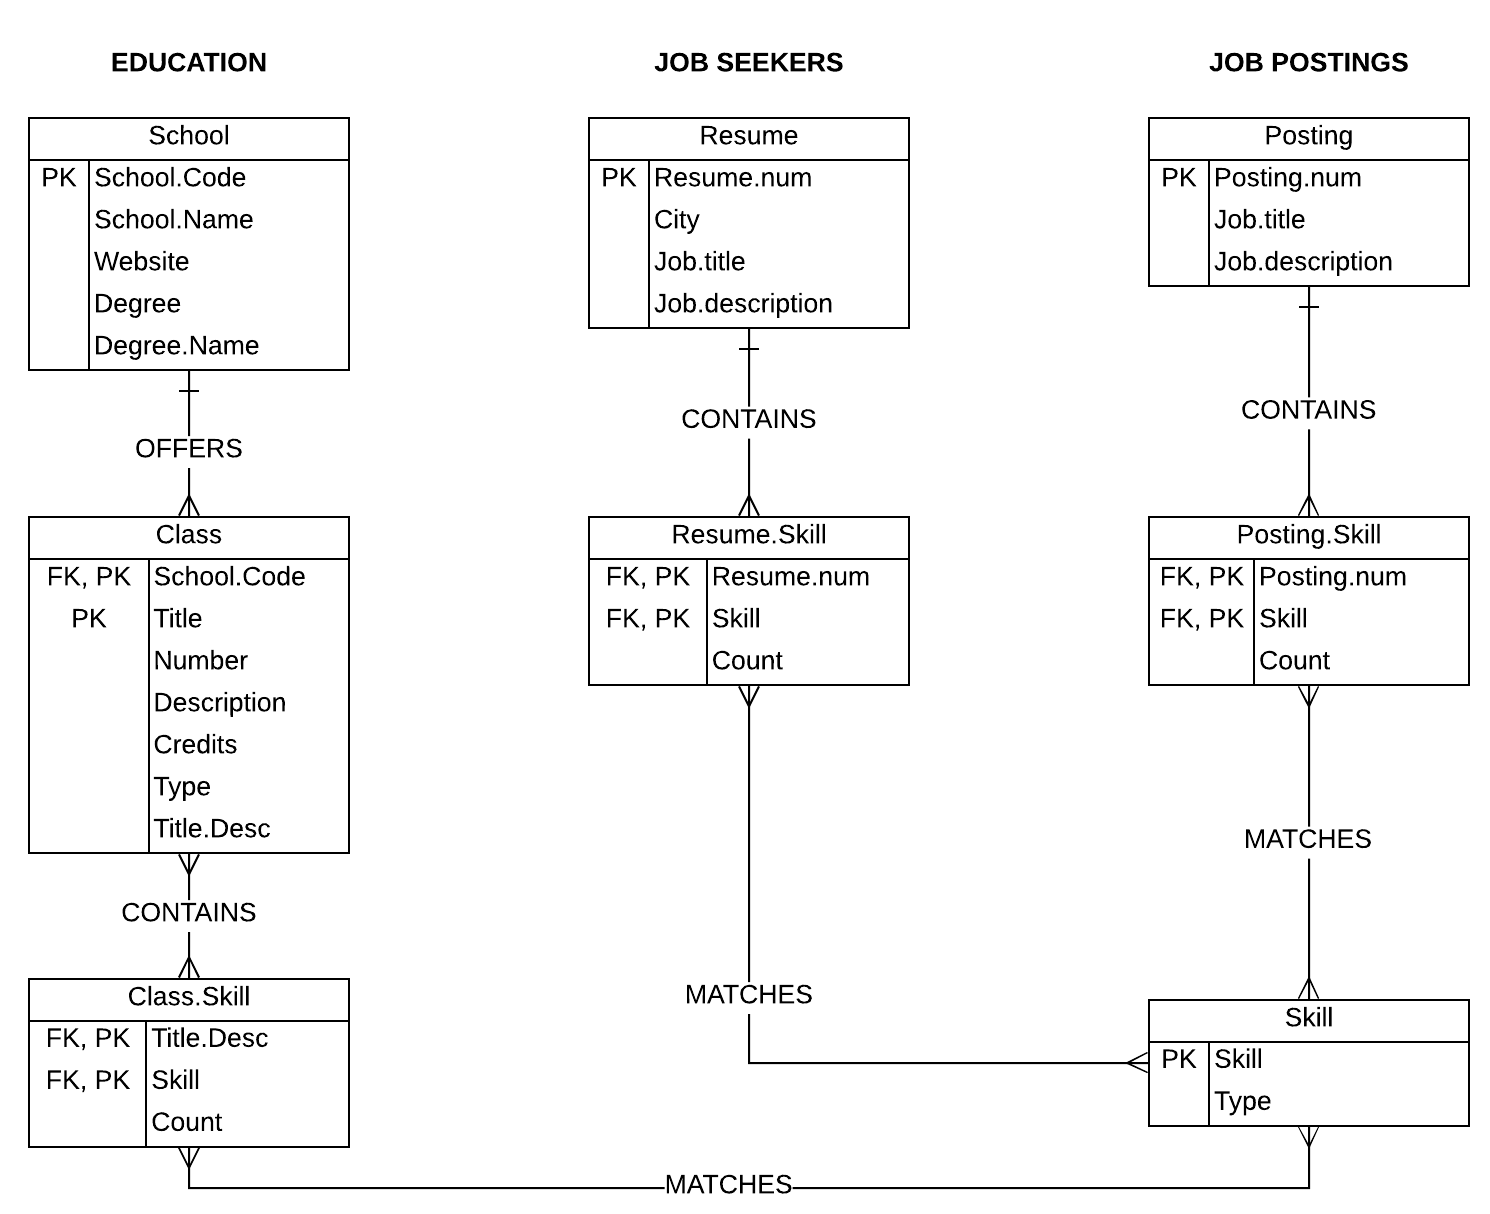 EDUCATION
JOB SEEKERS
JOB POSTINGS
School
PK School.Code
School.Name
Website
Degree
Degree.Name
OFFERS
Class
FK, PK School.Code
PK Title
Number
Description
Credits
Type
Title.Desc
CONTAINS
Class.Skill
FK, PK Title.Desc
FK, PK Skill
Count
MATCHES
Resume
PK Resume.num
City
Job.title
Job.description
CONTAINS
Resume.Skill
FK, PK Resume.num
FK, PK Skill
Count
MATCHES
Posting
PK Posting.num
Job.title
Job.description
CONTAINS
Posting.Skill
FK, PK Posting.num
FK, PK Skill
Count
MATCHES
Skill
PK Skill
Type